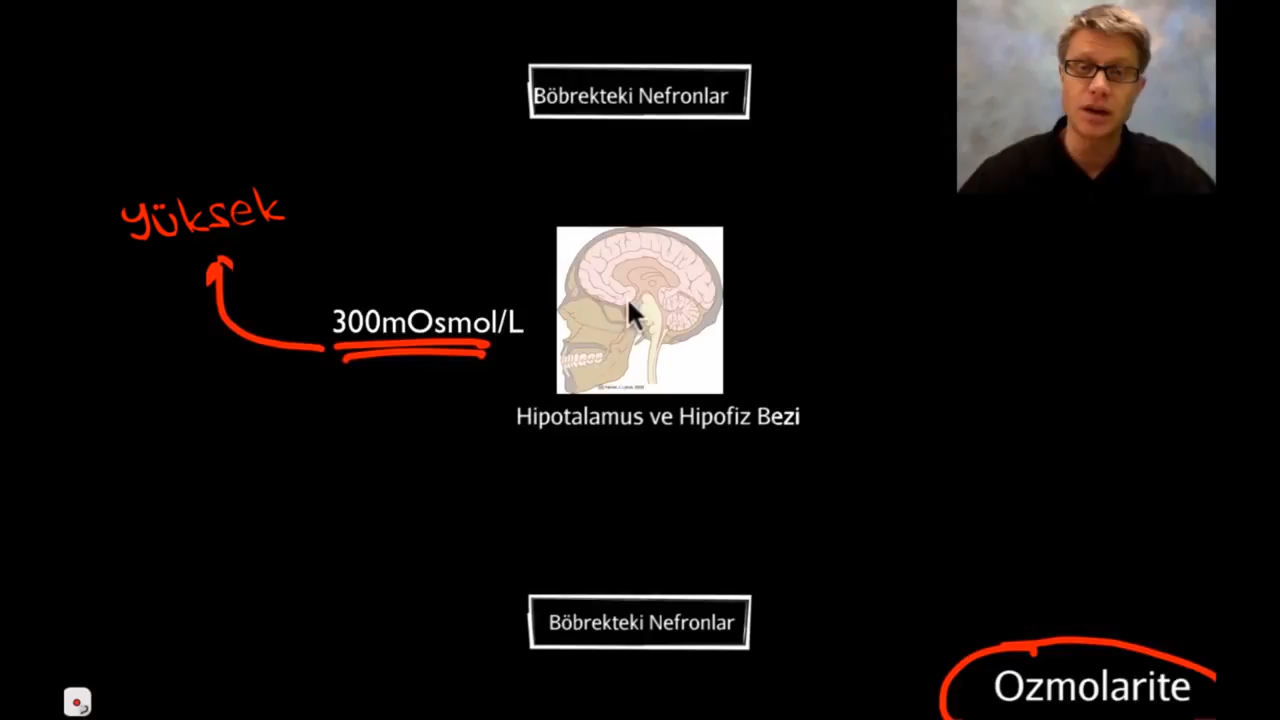 Böbrekteki Nefronlar
yüksek
300mOsmol/L
Hipotalamus ve Hipofiz Bezi
Böbrekteki Nefronlar
Ozmolarite